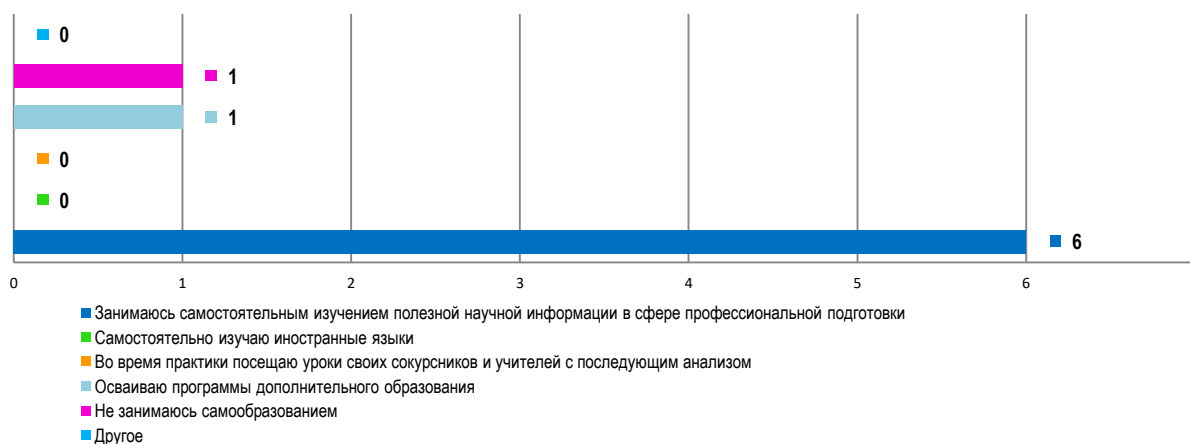 0
1
1
0
0
6
0 1 2 3 4 5 6
Занимаюсь самостоятельным изучением полезной научной информации в сфере профессиональной подготовки
Самостоятельно изучаю иностранные языки
Во время практики посещаю уроки своих сокурсников и учителей с последующим анализом
Осваиваю программы дополнительного образования
Не занимаюсь самообразованием
Другое